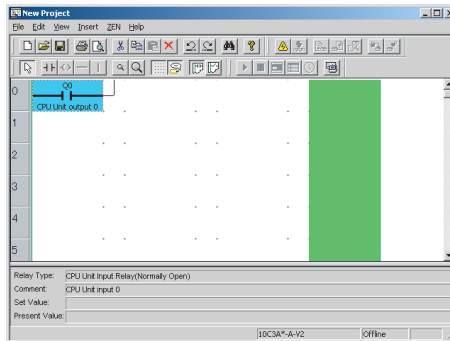 New Project
File Edit View Insert ZEN Help
0
Q0
CPU Unit output 0
1
2
3
4
5
Relay Type: CPU Unit Input Relay(Normally Open)
Comment: CPU Unit input 0
Set Value:
Present Value:
10C3A*-A-V2 Offline